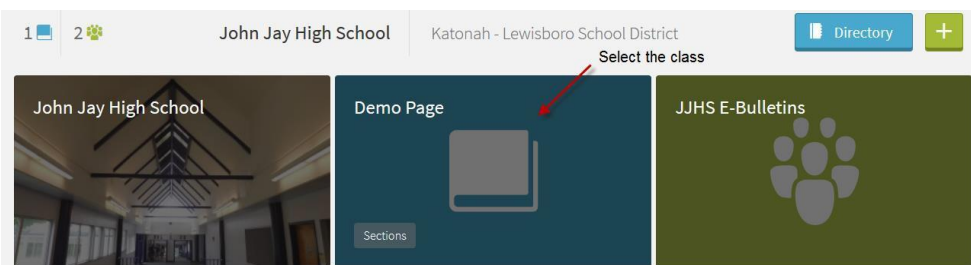 1 2 John Jay High School Katonah - Lewisboro School District Directory +
Select the class
John Jay High School Demo Page JJHS E-Bulletins
Sections